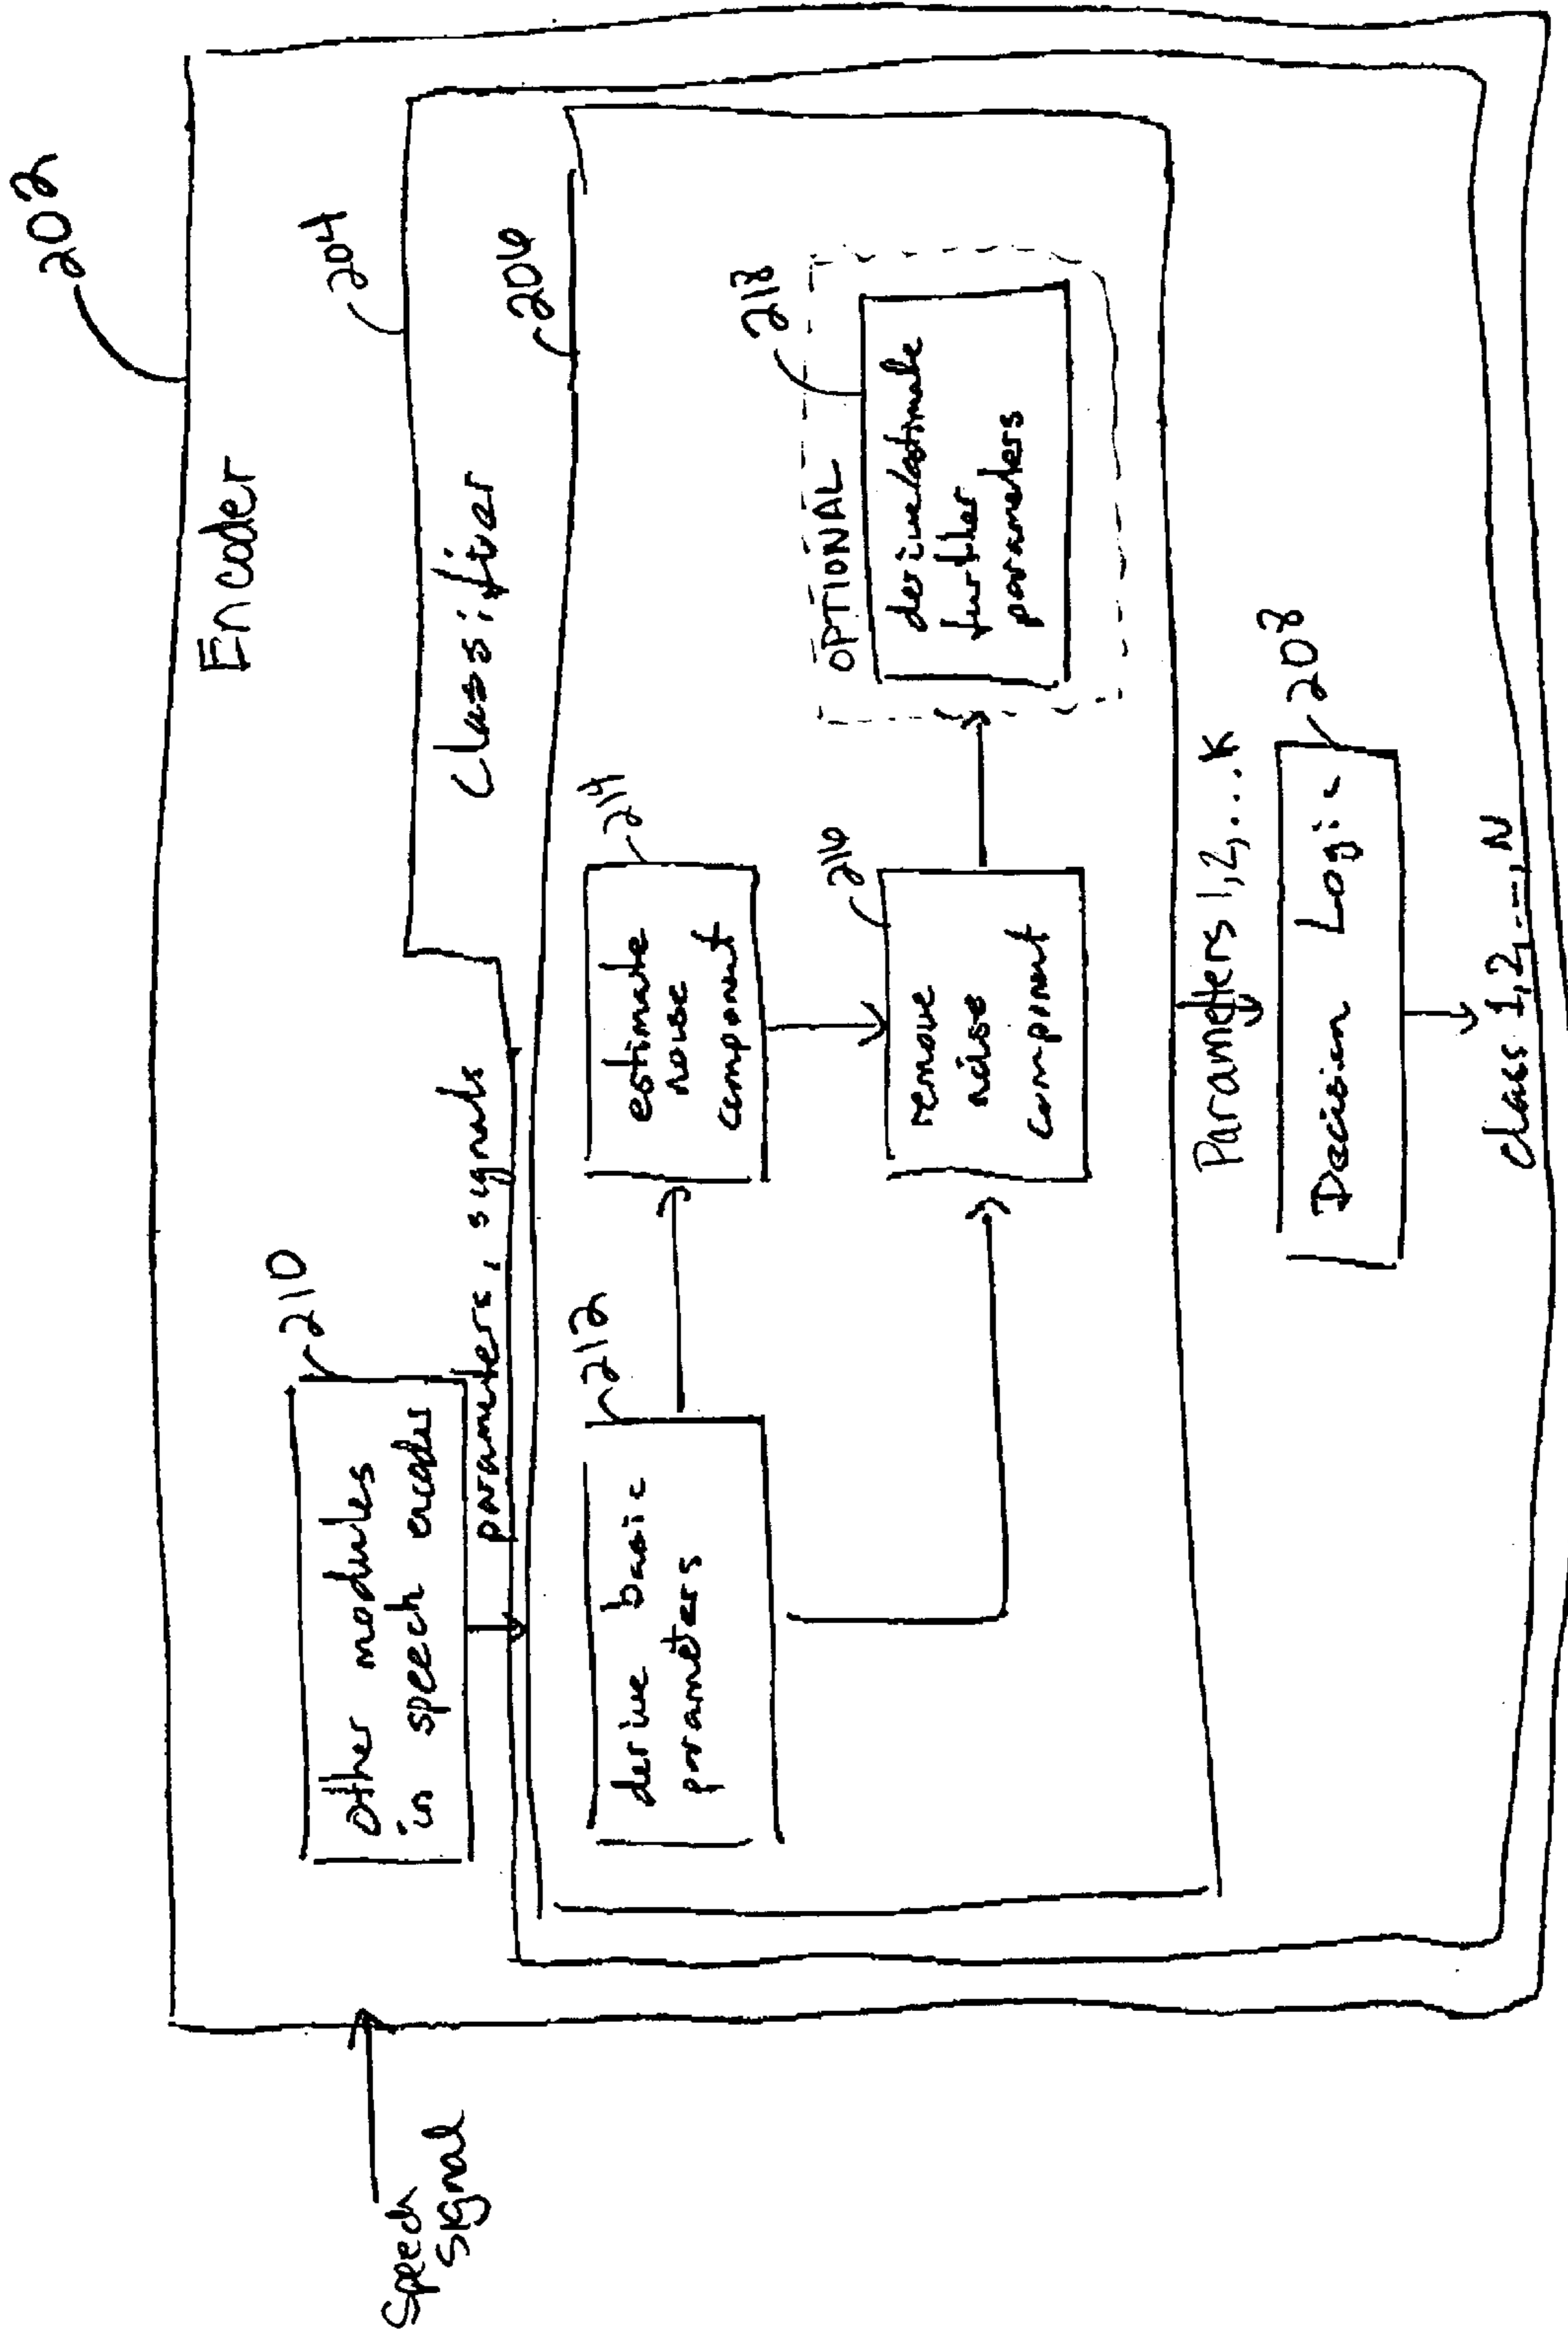 202
Encoder
204
Classifier
206
210
Other modules
in speech encoder
parameters, signals
Speech
Signal
212
derive basic
parameters
214
estimate
noise
component
216
remove
noise
component
OPTIONAL
218
derive/estimate
further
parameters
Parameters 1,2,...K
208
Decision Logic
class 1,2,---,N